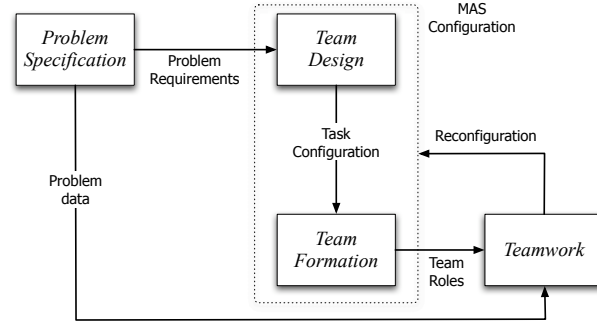 MAS
Configuration
Problem
Specification
Problem
Requirements
Team
Design
Task
Configuration
Reconfiguration
Problem
data
Team
Formation
Team
Roles
Teamwork